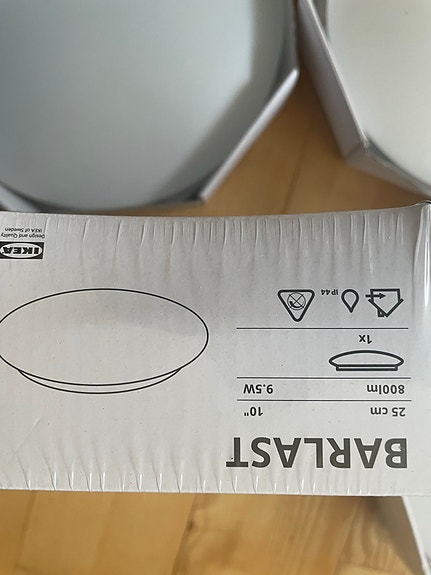 BARLAST
25 cm 10"
800lm 9.5W
1x
IP44
IKEA
Design and Quality
IKEA of Sweden